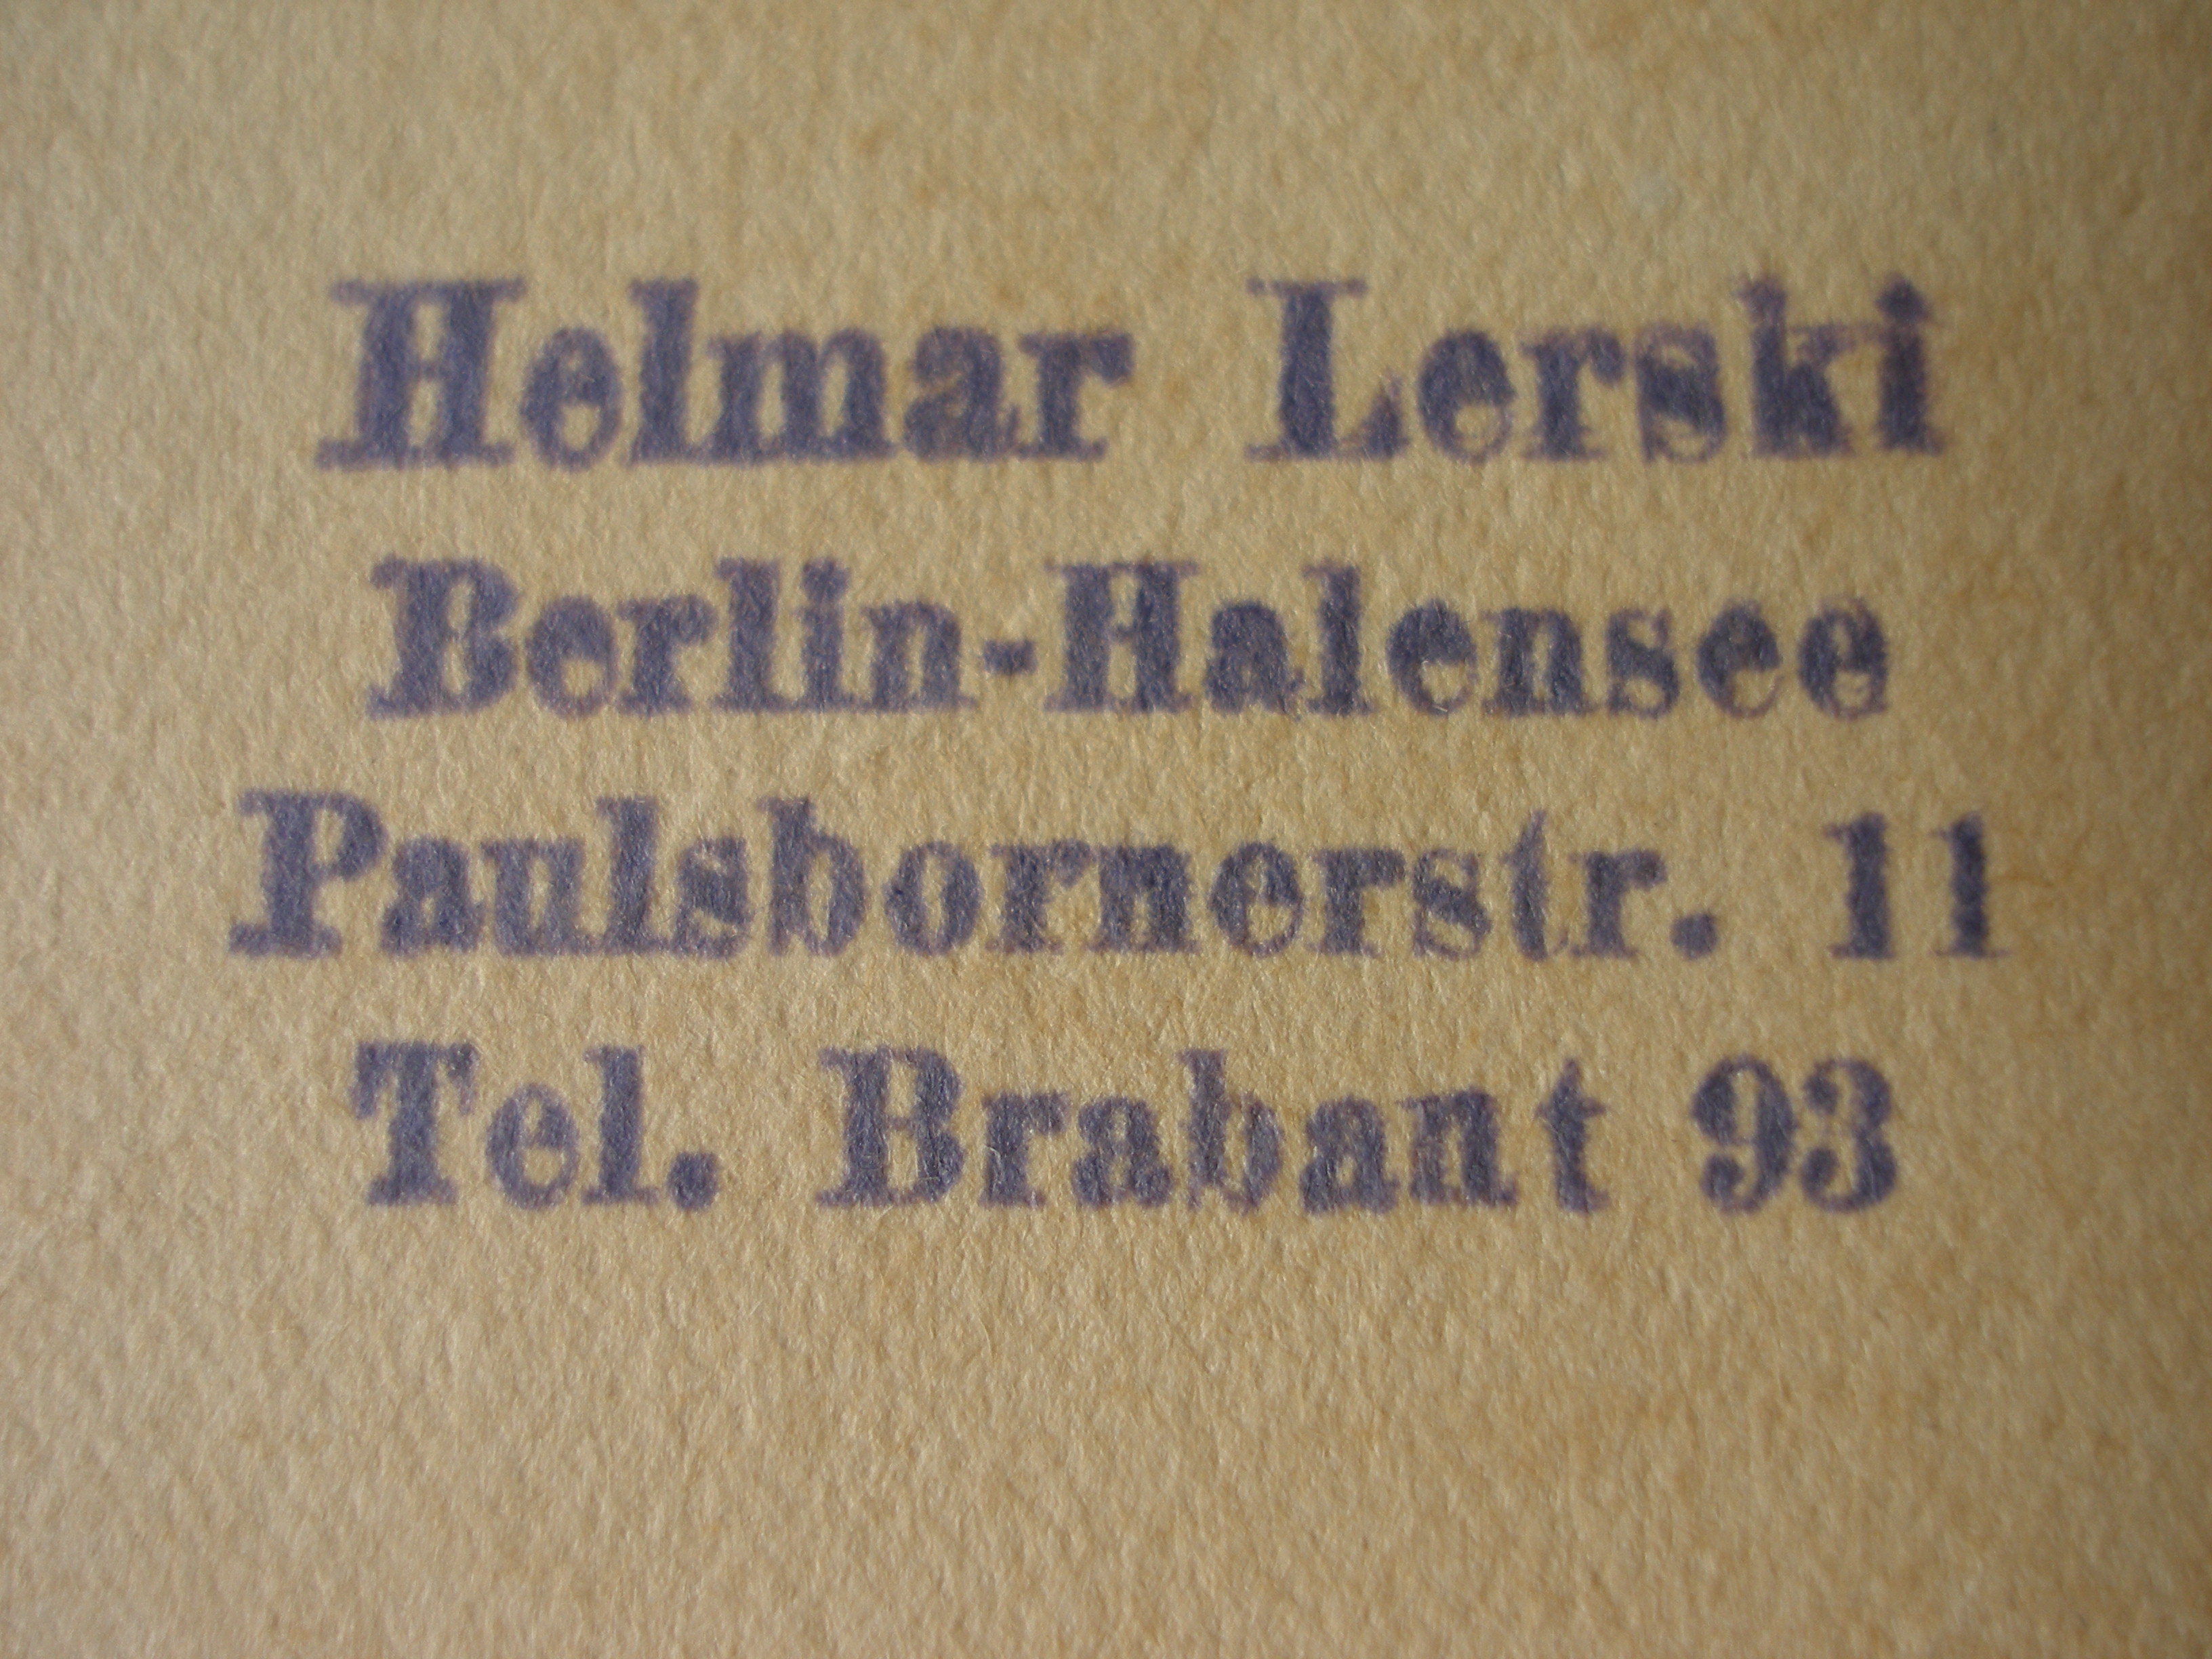 Helmar Lerski
Berlin-Halensee
Paulsbornerstr. 11
Tel. Brabant 93